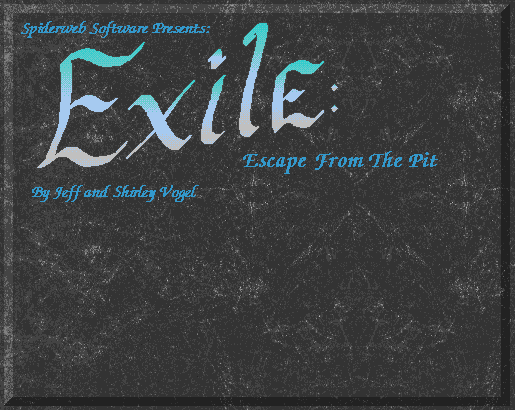 Spiderweb Software Presents:
Exile:
Escape From The Pit
By Jeff and Shirley Vogel